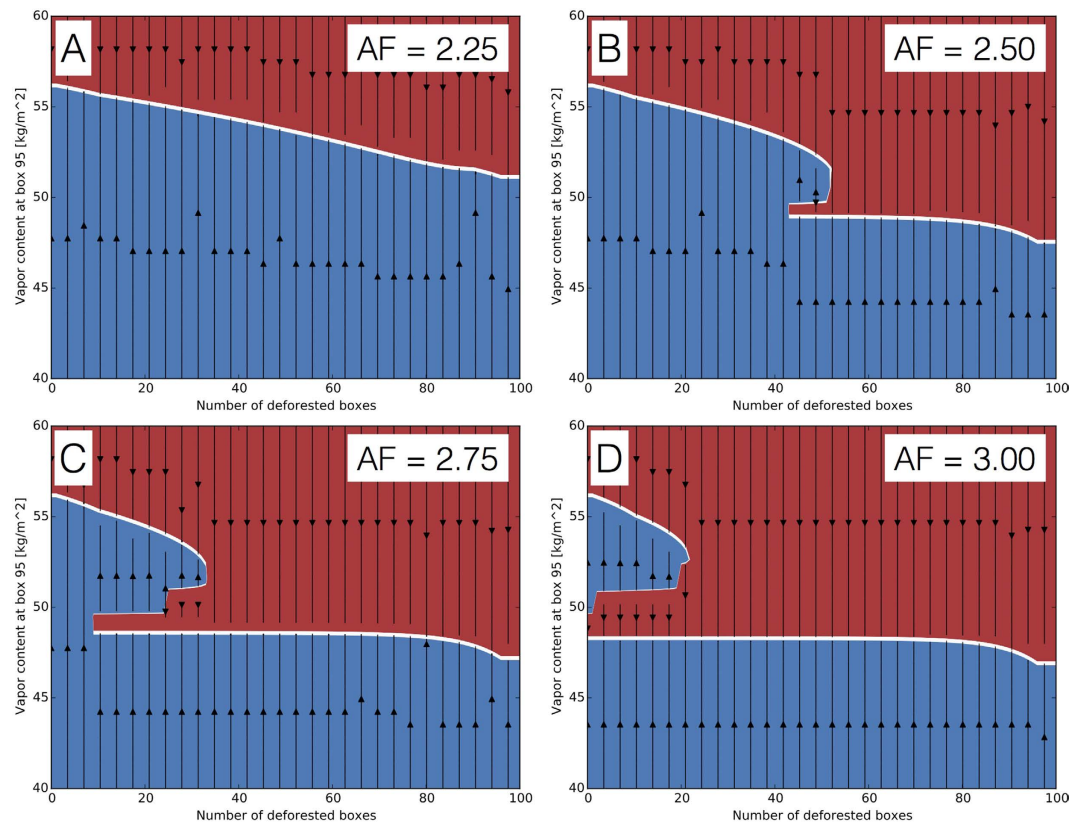 A
AF = 2.25
60
55
50
45
40
Vapor content at box 95 [kg/m^2]
0 20 40 60 80 100
Number of deforested boxes
B
AF = 2.50
60
55
50
45
40
Vapor content at box 95 [kg/m^2]
0 20 40 60 80 100
Number of deforested boxes
C
AF = 2.75
60
55
50
45
40
Vapor content at box 95 [kg/m^2]
0 20 40 60 80 100
Number of deforested boxes
D
AF = 3.00
60
55
50
45
40
Vapor content at box 95 [kg/m^2]
0 20 40 60 80 100
Number of deforested boxes